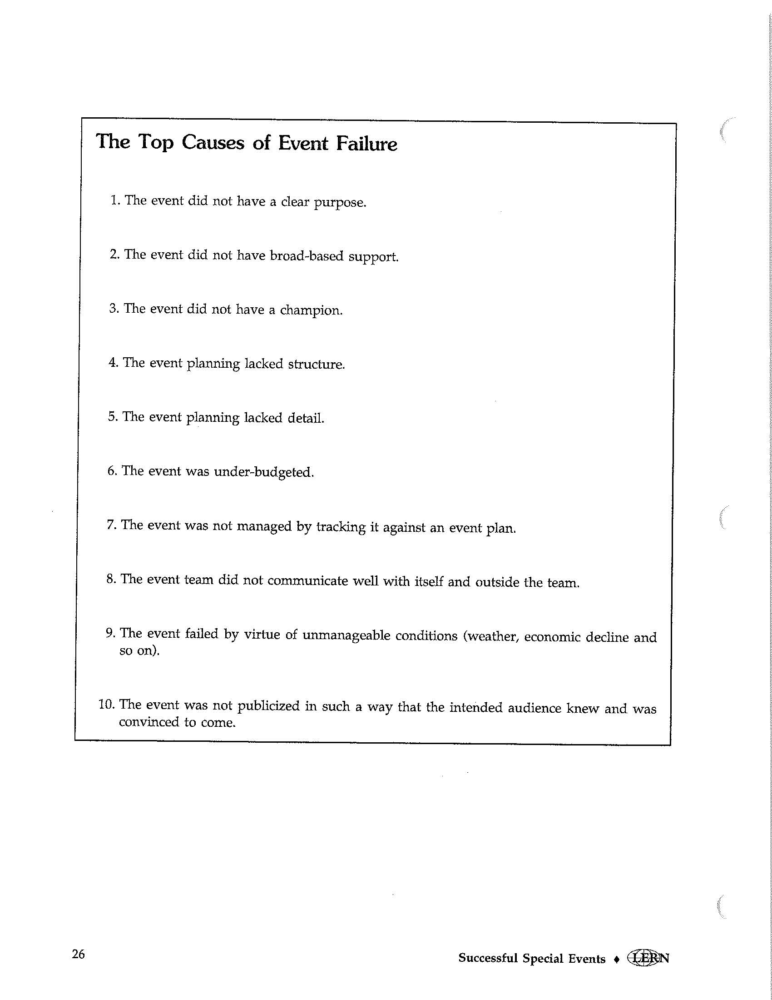 The Top Causes of Event Failure
1. The event did not have a clear purpose.
2. The event did not have broad-based support.
3. The event did not have a champion.
4. The event planning lacked structure.
5. The event planning lacked detail.
6. The event was under-budgeted.
7. The event was not managed by tracking it against an event plan.
8. The event team did not communicate well with itself and outside the team.
9. The event failed by virtue of unmanageable conditions (weather, economic decline and
so on).
10. The event was not publicized in such a way that the intended audience knew and was
convinced to come.
26
Successful Special Events ♦ LERN